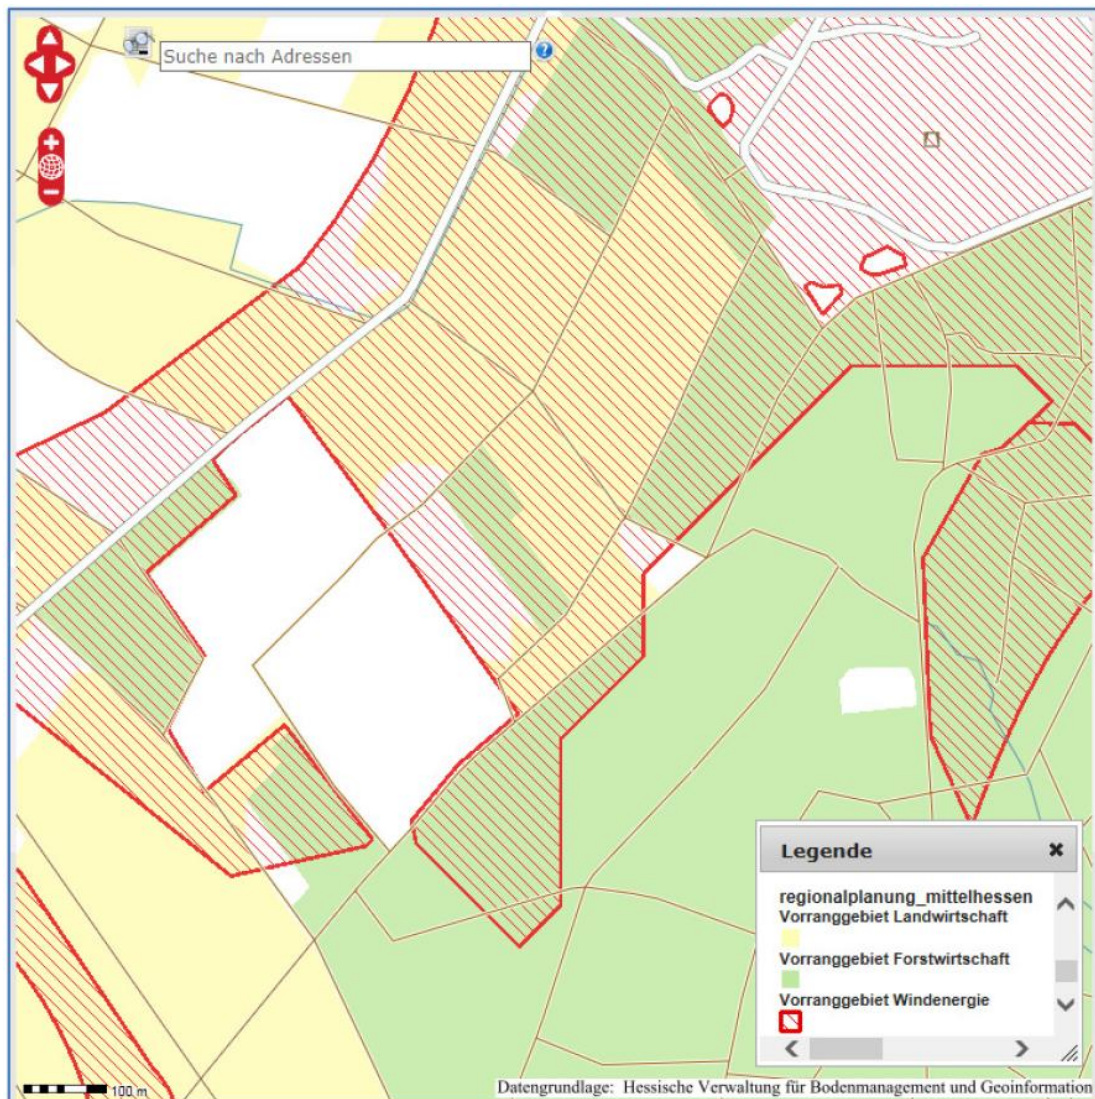 Suche nach Adressen
?
Legende
regionalplanung_mittelhessen
Vorranggebiet Landwirtschaft
Vorranggebiet Forstwirtschaft
Vorranggebiet Windenergie
100 m
Datengrundlage: Hessische Verwaltung für Bodenmanagement und Geoinformation